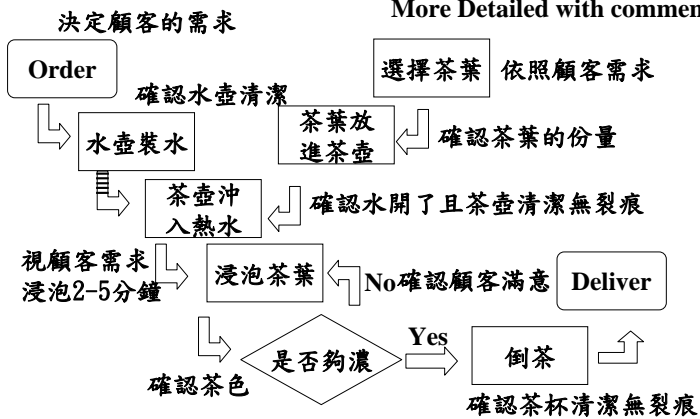 More Detailed with commen
決定顧客的需求
Order
選擇茶葉 依照顧客需求
確認水壺清潔
水壺裝水
茶葉放
進茶壺
確認茶葉的份量
茶壺沖
入熱水
確認水開了且茶壺清潔無裂痕
視顧客需求
浸泡2-5分鐘
浸泡茶葉
No確認顧客滿意
Deliver
是否夠濃
Yes
倒茶
確認茶色
確認茶杯清潔無裂痕